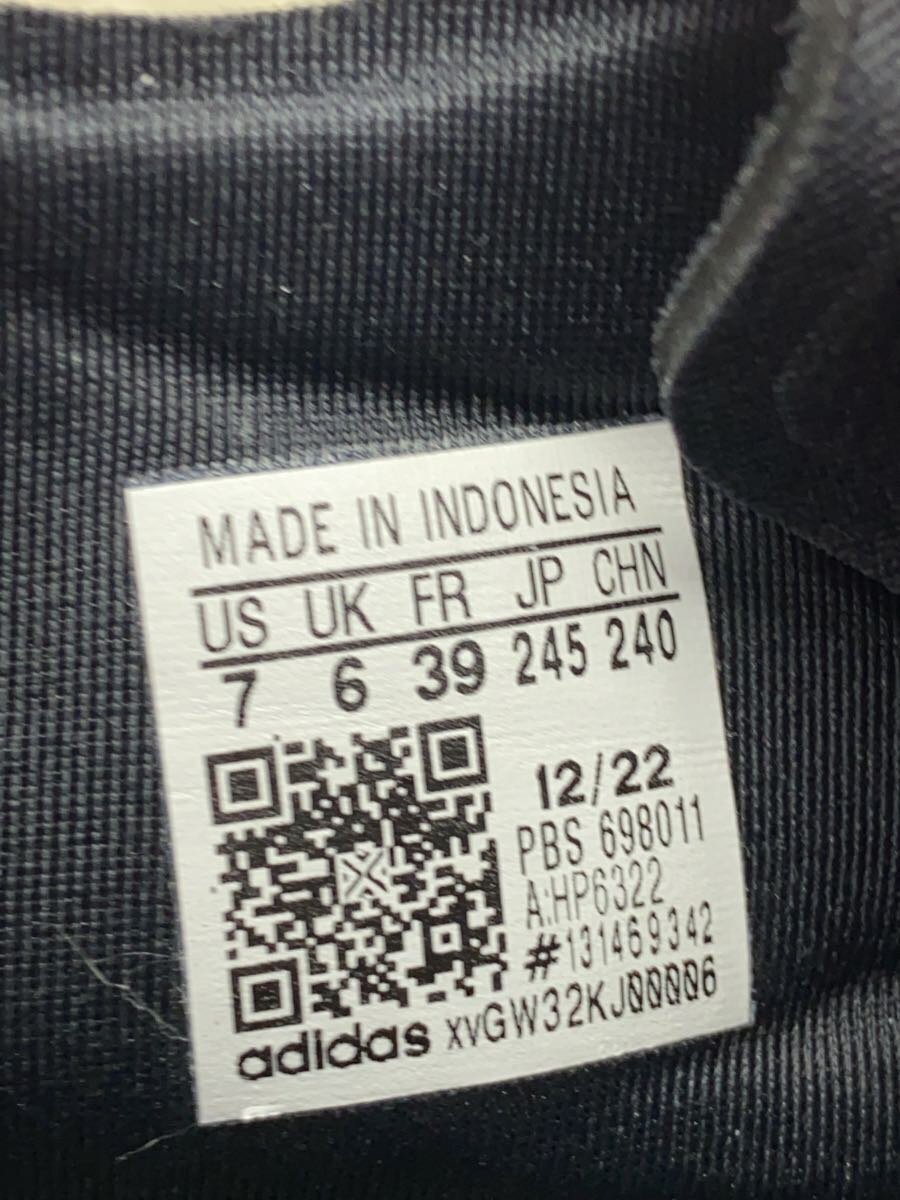 MADE IN INDONESIA
US UK FR JP CHN
7 6 39 245 240
12/22
PBS 698011
A:HP6322
#131469342
adidas xvGW32KJ00006